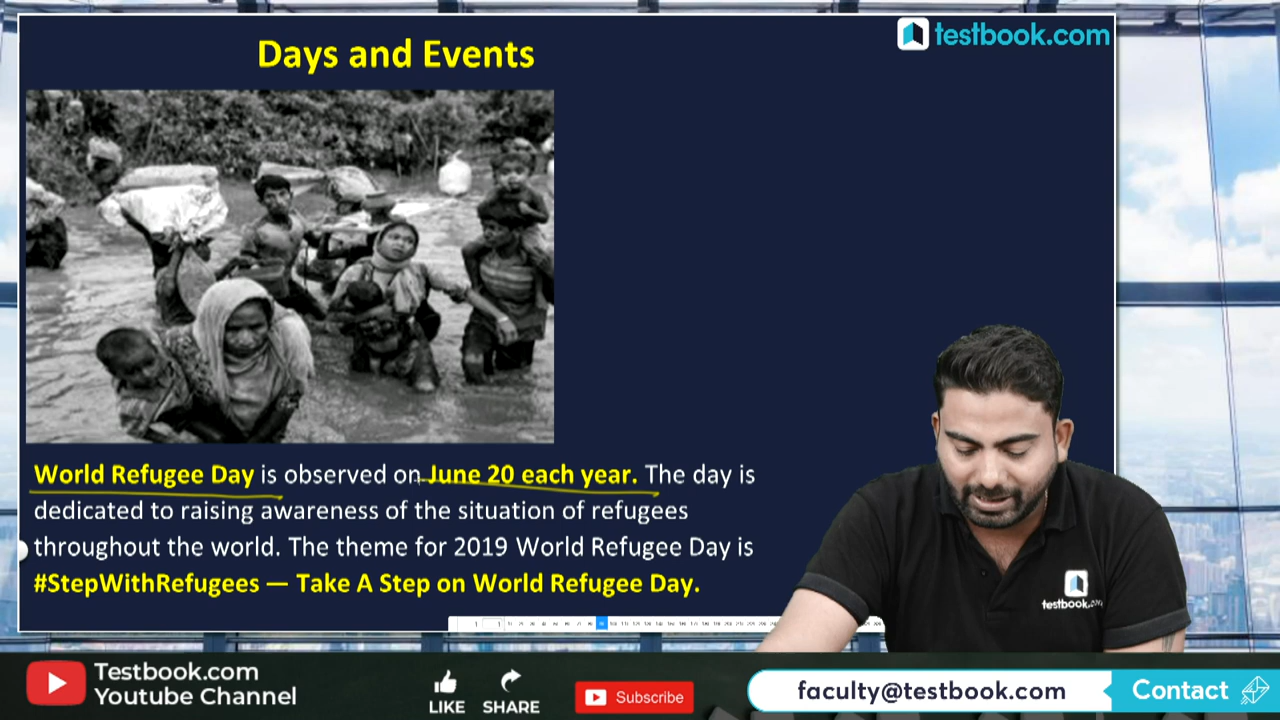 Days and Events
testbook.com
World Refugee Day is observed on June 20 each year. The day is
dedicated to raising awareness of the situation of refugees
throughout the world. The theme for 2019 World Refugee Day is
#StepWithRefugees — Take A Step on World Refugee Day.
testbook.com
Testbook.com
Youtube Channel
LIKE
SHARE
Subscribe
faculty@testbook.com
Contact